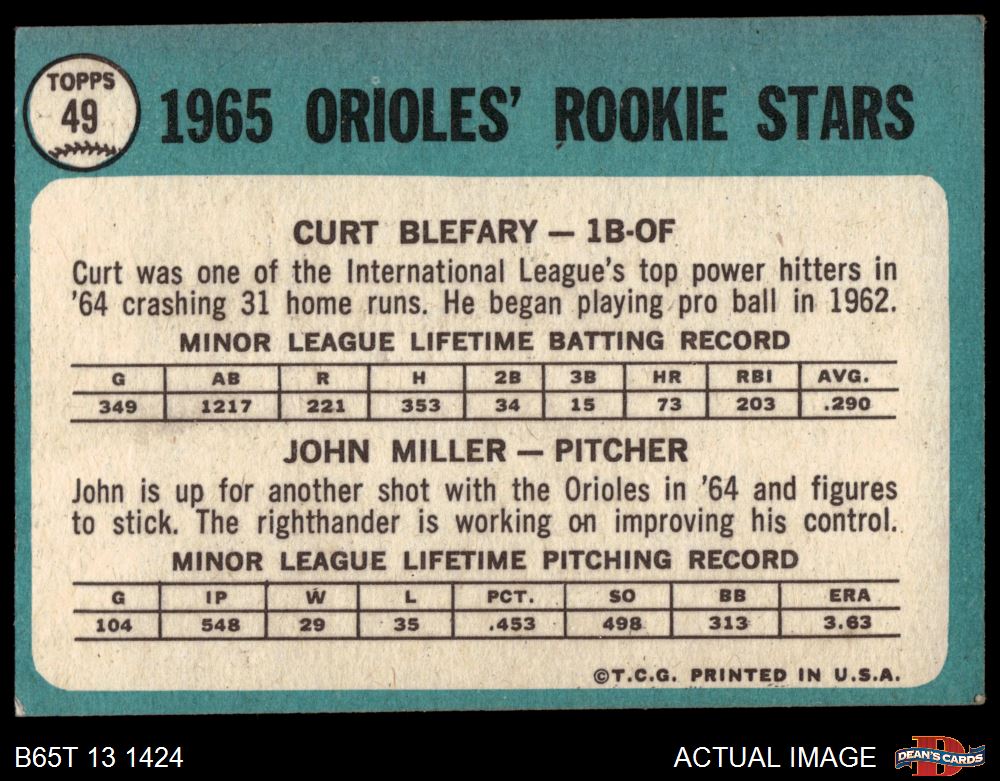 TOPPS
49
1965 ORIOLES' ROOKIE STARS
CURT BLEFARY — 1B-OF
Curt was one of the International League's top power hitters in
'64 crashing 31 home runs. He began playing pro ball in 1962.
MINOR LEAGUE LIFETIME BATTING RECORD
G AB R H 2B 3B HR RBI AVG.
349 1217 221 353 34 15 73 203 .290
JOHN MILLER — PITCHER
John is up for another shot with the Orioles in '64 and figures
to stick. The righthander is working on improving his control.
MINOR LEAGUE LIFETIME PITCHING RECORD
G IP W L PCT. SO BB ERA
104 548 29 35 .453 498 313 3.63
©T.C.G. PRINTED IN U.S.A.
B65T 13 1424
ACTUAL IMAGE
D
DEAN'S CARDS